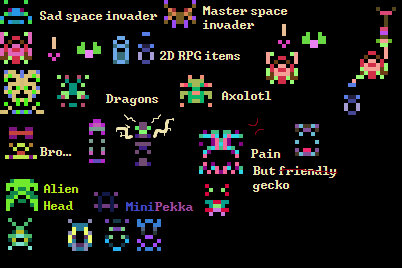 Sad space invader
Master space
invader
2D RPG items
Dragons
Axolotl
Bro...
Pain
But friendly
gecko
Alien
Head
MiniPekka